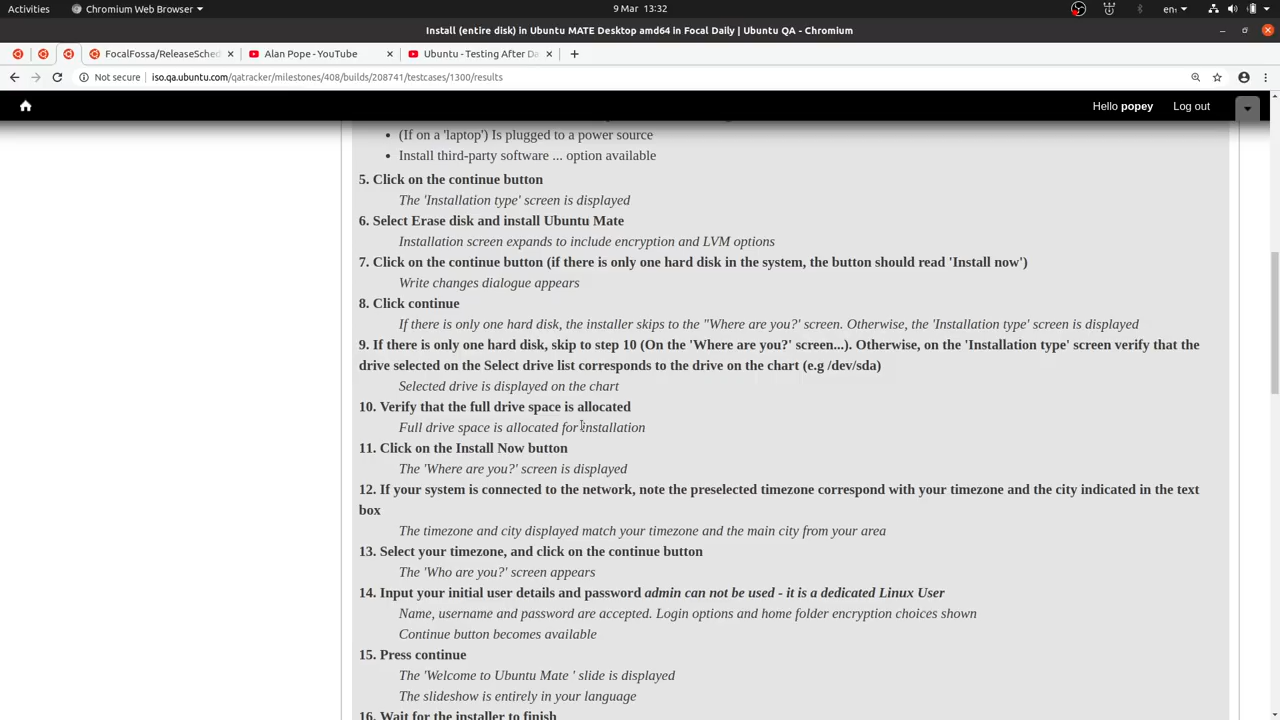 Activities
Chromium Web Browser
9 Mar 13:32
en
Install (entire disk) in Ubuntu MATE Desktop amd64 in Focal Daily | Ubuntu QA - Chromium
FocalFossa/ReleaseSched
Alan Pope - YouTube
Ubuntu - Testing After Da
Not secure
iso.qa.ubuntu.com/qatracker/milestones/408/builds/208741/testcases/1300/results
Hello popey
Log out
• (If on a 'laptop') Is plugged to a power source
• Install third-party software ... option available
5. Click on the continue button
The 'Installation type' screen is displayed
6. Select Erase disk and install Ubuntu Mate
Installation screen expands to include encryption and LVM options
7. Click on the continue button (if there is only one hard disk in the system, the button should read 'Install now')
Write changes dialogue appears
8. Click continue
If there is only one hard disk, the installer skips to the "Where are you?' screen. Otherwise, the 'Installation type' screen is displayed
9. If there is only one hard disk, skip to step 10 (On the 'Where are you?' screen...). Otherwise, on the 'Installation type' screen verify that the
drive selected on the Select drive list corresponds to the drive on the chart (e.g /dev/sda)
Selected drive is displayed on the chart
10. Verify that the full drive space is allocated
Full drive space is allocated for installation
11. Click on the Install Now button
The 'Where are you?' screen is displayed
12. If your system is connected to the network, note the preselected timezone correspond with your timezone and the city indicated in the text
box
The timezone and city displayed match your timezone and the main city from your area
13. Select your timezone, and click on the continue button
The 'Who are you?' screen appears
14. Input your initial user details and password admin can not be used - it is a dedicated Linux User
Name, username and password are accepted. Login options and home folder encryption choices shown
Continue button becomes available
15. Press continue
The 'Welcome to Ubuntu Mate ' slide is displayed
The slideshow is entirely in your language
16. Wait for the installer to finish